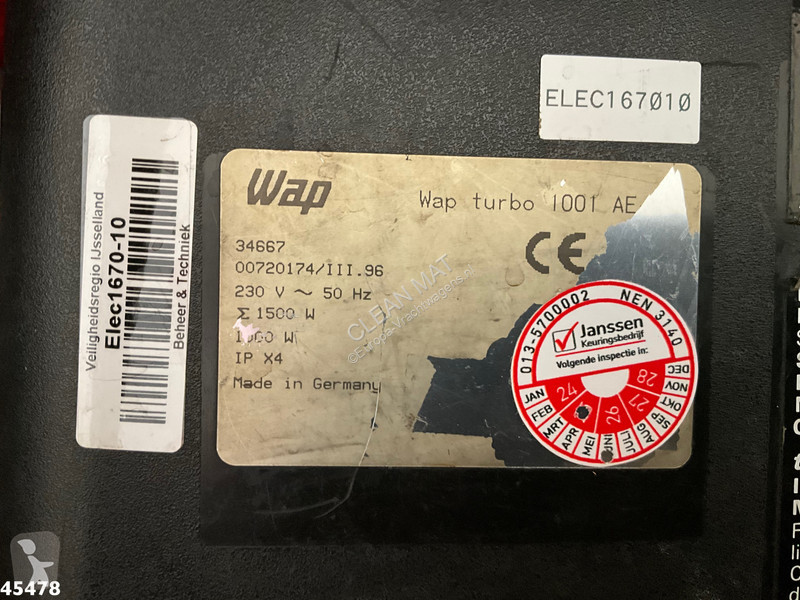 ELEC167010
Veiligheidsregio IJsselland
Elec1670-10
Beheer & Techniek
Wap
Wap turbo 1001 AE
34667
00720174/III.96
CE
230 V ~ 50 Hz
Σ 1500 W
1000 W
IP X4
Made in Germany
CLEAN MAT
013-5700002
NEN 3140
Janssen
Keuringsbedrijf
Volgende inspectie in:
24 26 27 28
JAN FEB MRT APR MEI JUNI JULI AUG SEP OKT NOV DEC
45478